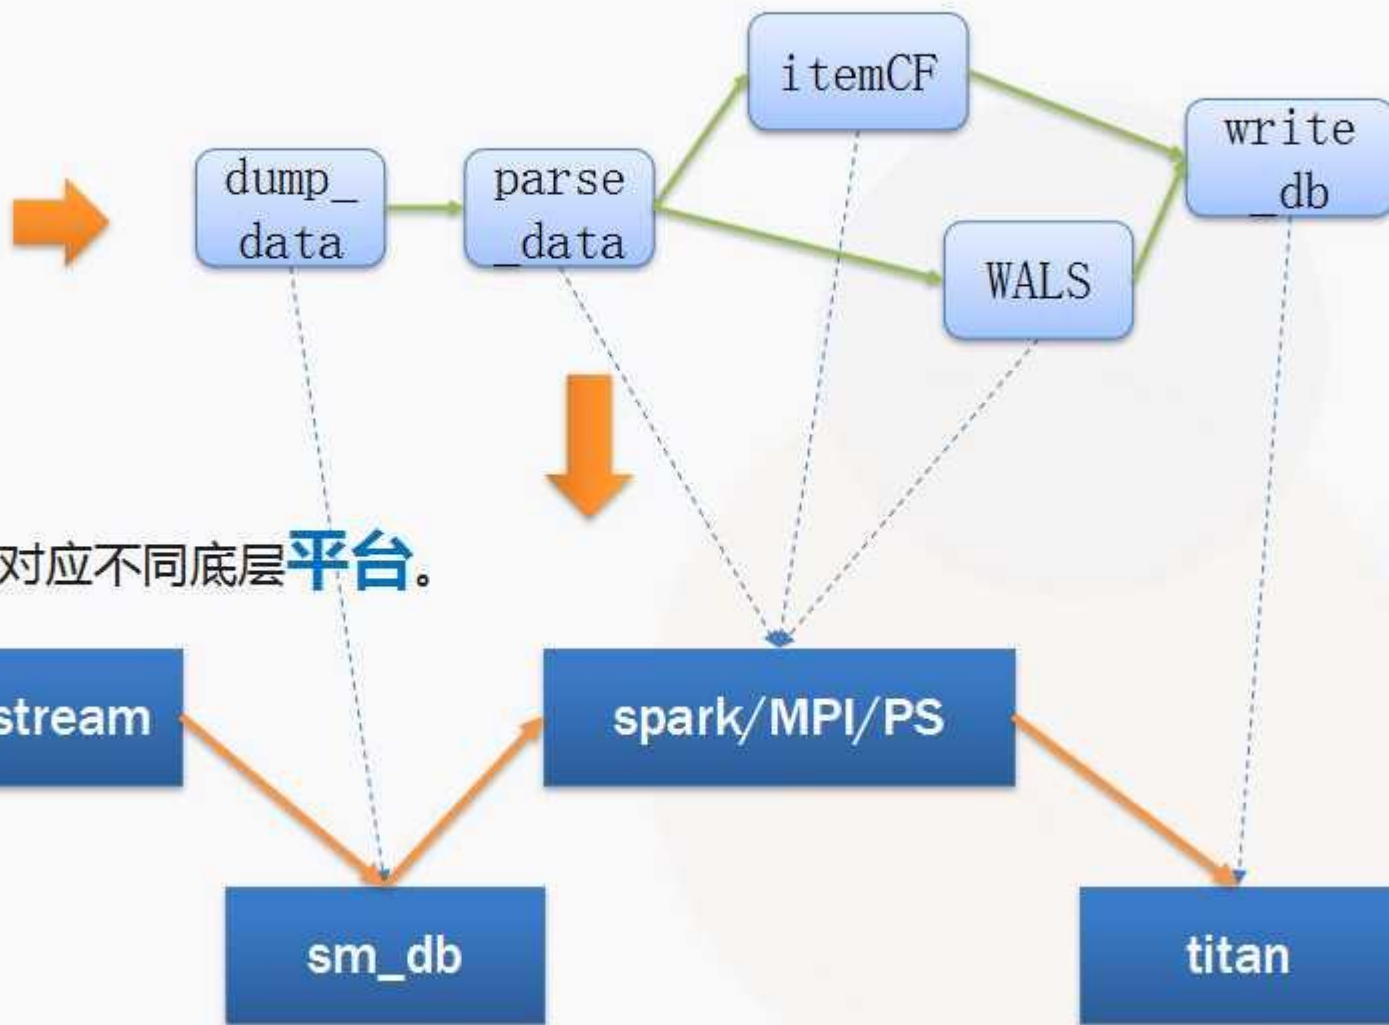 itemCF
dump_
data
parse
_data
write
_db
WALS
对应不同底层平台。
stream
spark/MPI/PS
sm_db
titan